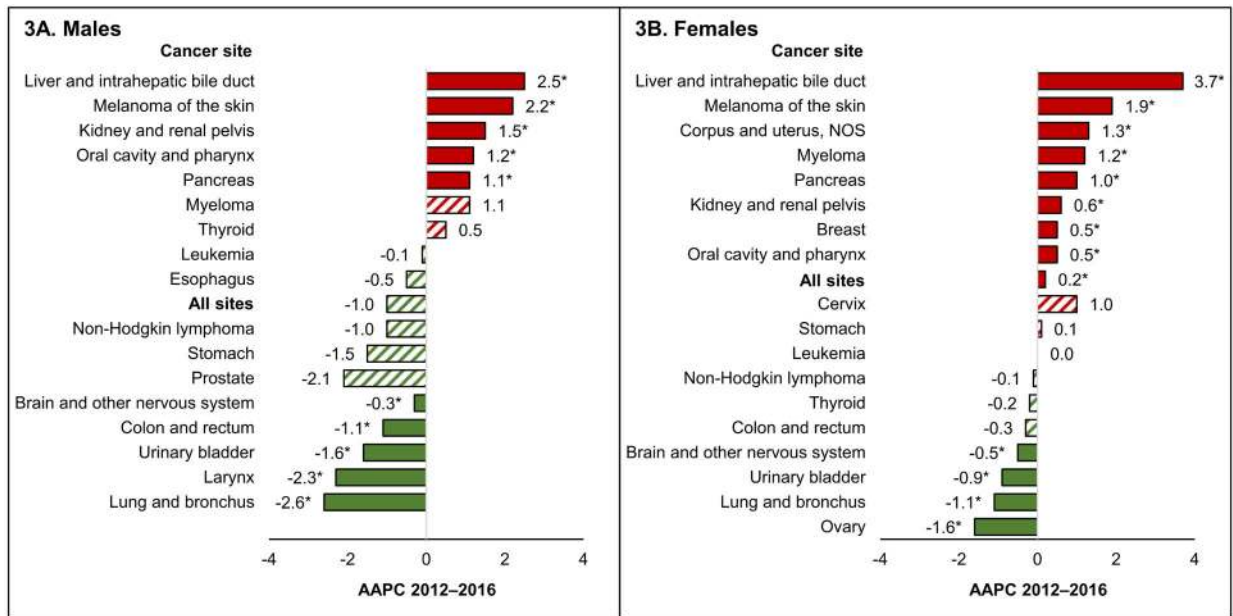 3A. Males
Cancer site
Liver and intrahepatic bile duct 2.5*
Melanoma of the skin 2.2*
Kidney and renal pelvis 1.5*
Oral cavity and pharynx 1.2*
Pancreas 1.1*
Myeloma 1.1
Thyroid 0.5
Leukemia -0.1
Esophagus -0.5
All sites -1.0
Non-Hodgkin lymphoma -1.0
Stomach -1.5
Prostate -2.1
Brain and other nervous system -0.3*
Colon and rectum -1.1*
Urinary bladder -1.6*
Larynx -2.3*
Lung and bronchus -2.6*
-4 -2 0 2 4
AAPC 2012–2016
3B. Females
Cancer site
Liver and intrahepatic bile duct 3.7*
Melanoma of the skin 1.9*
Corpus and uterus, NOS 1.3*
Myeloma 1.2*
Pancreas 1.0*
Kidney and renal pelvis 0.6*
Breast 0.5*
Oral cavity and pharynx 0.5*
All sites 0.2*
Cervix 1.0
Stomach 0.1
Leukemia 0.0
Non-Hodgkin lymphoma -0.1
Thyroid -0.2
Colon and rectum -0.3
Brain and other nervous system -0.5*
Urinary bladder -0.9*
Lung and bronchus -1.1*
Ovary -1.6*
-4 -2 0 2 4
AAPC 2012–2016